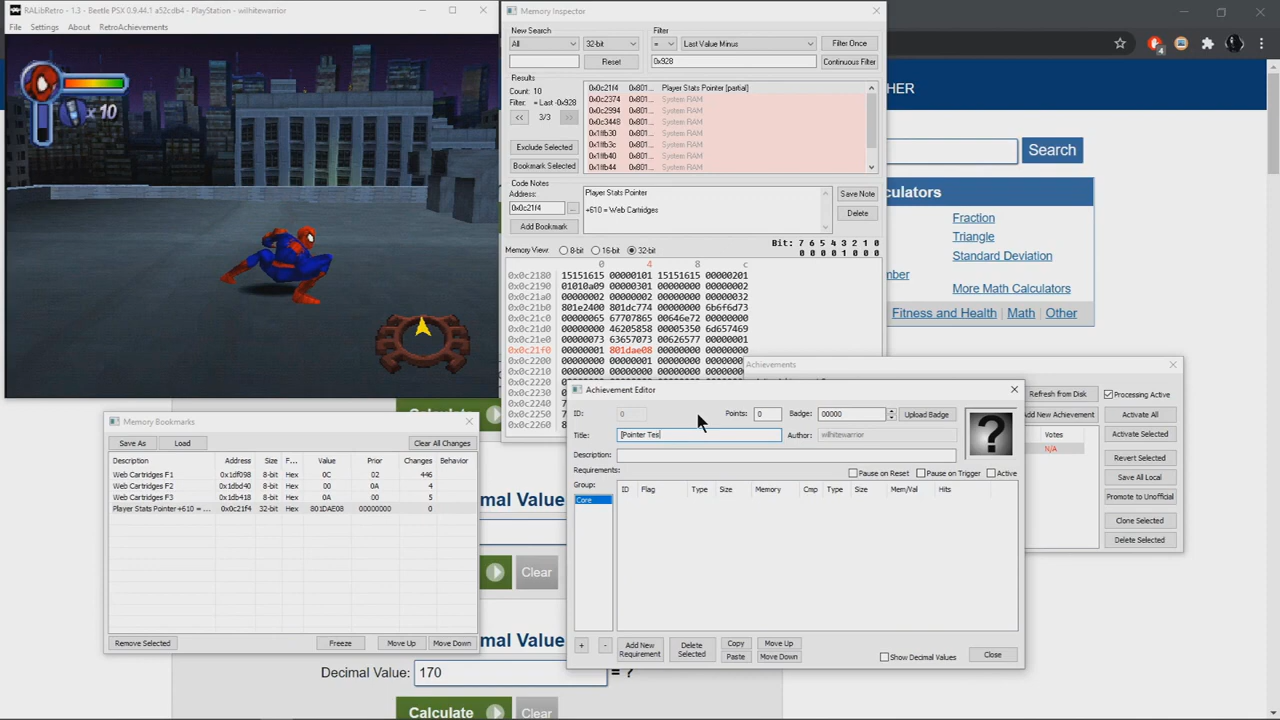 RALibRetro - 1.3 - Beetle PSX 0.9.44.1 a52cdb4 - PlayStation - wilhitewarrior
File Settings About RetroAchievements
x 10
Memory Inspector
New Search
All 32-bit
Reset
Filter
= Last Value Minus Filter Once
0x928 Continuous Filter
Results
Count: 10
Filter: = Last -0x928
<< 3/3 >>
Exclude Selected
Bookmark Selected
0x0c21f4 0x801... Player Stats Pointer [partial]
0x0c2374 0x801... System RAM
0x0c2994 0x801... System RAM
0x0c3448 0x801... System RAM
0x1ffb30 0x801... System RAM
0x1ffb3c 0x801... System RAM
0x1ffb40 0x801... System RAM
0x1ffb44 0x801... System RAM
Code Notes
Address:
0x0c21f4 ...
Add Bookmark
Player Stats Pointer
+610 = Web Cartridges
Save Note
Delete
Bit: 7 6 5 4 3 2 1 0
0 0 0 0 1 0 0 0
Memory View: 8-bit 16-bit 32-bit
0 4 8 c
0x0c2180 15151615 00000101 15151615 00000201
0x0c2190 01010a09 00000301 00000000 00000002
0x0c21a0 00000002 00000002 00000000 00000032
0x0c21b0 801e2400 801dc774 00000000 6b6f6d73
0x0c21c0 00000065 67707865 00646e72 00000000
0x0c21d0 00000000 46205858 00005350 6d657469
0x0c21e0 00000073 63657073 00626577 00000001
0x0c21f0 00000001 801dae08 00000000 00000000
0x0c2200 00000000 00000001 00000000 00000000
0x0c2210
0x0c2220
0x0c2230
0x0c2240
0x0c2250
0x0c2260
HER
Search
culators
Fraction
Triangle
Standard Deviation
mber
More Math Calculators
Fitness and Health Math Other
Achievements
Refresh from Disk Processing Active
Add New Achievement Activate All
Votes
N/A
Activate Selected
Revert Selected
Save All Local
Promote to Unofficial
Clone Selected
Delete Selected
Achievement Editor
ID: 0 Points: 0 Badge: 00000 Upload Badge
Title: [Pointer Tes Author: wilhitewarrior
Description:
Requirements: Pause on Reset Pause on Trigger Active
Group:
Core
ID Flag Type Size Memory Cmp Type Size Mem/Val Hits
+ - Add New Requirement Delete Selected Copy Paste Move Up Move Down
Show Decimal Values Close
?
Memory Bookmarks
Save As Load Clear All Changes
Description Address Size F... Value Prior Changes Behavior
Web Cartridges F1 0x1df098 8-bit Hex 0C 02 446
Web Cartridges F2 0x1dbd40 8-bit Hex 00 0A 4
Web Cartridges F3 0x1db418 8-bit Hex 0A 00 5
Player Stats Pointer +610 = ... 0x0c21f4 32-bit Hex 801DAE08 00000000 0
Remove Selected Freeze Move Up Move Down
Calculate
cimal Value
Clear
cimal Value
Decimal Value: 170 = ?
Calculate Clear